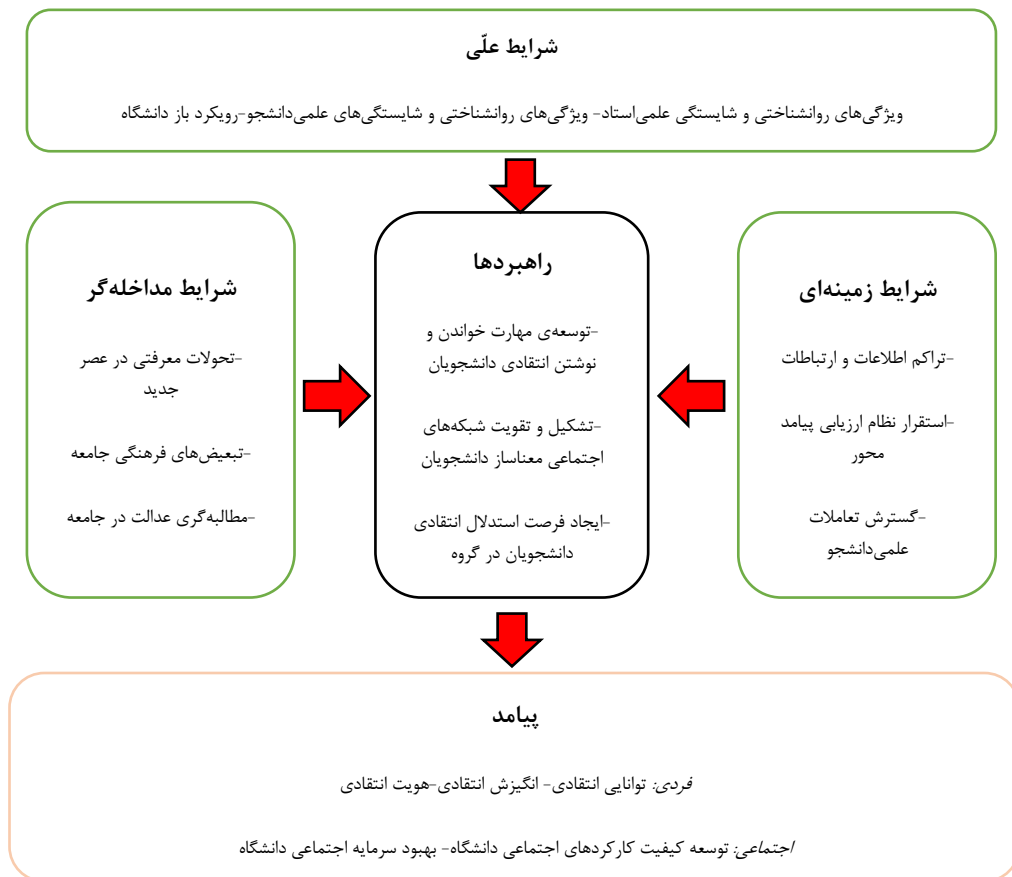 شرایط علّی
ویژگی‌های روانشناختی و شایستگی علمی‌استاد- ویژگی‌های روانشناختی و شایستگی‌های علمی‌دانشجو-رویکرد باز دانشگاه
شرایط زمینه‌ای
-تراکم اطلاعات و ارتباطات
-استقرار نظام ارزیابی پیامد
محور
-گسترش تعاملات
علمی‌دانشجو
راهبردها
-توسعه‌ی مهارت خواندن و
نوشتن انتقادی دانشجویان
-تشکیل و تقویت شبکه‌های
اجتماعی معناساز دانشجویان
-ایجاد فرصت استدلال انتقادی
دانشجویان در گروه
شرایط مداخله‌گر
-تحولات معرفتی در عصر
جدید
-تبعیض‌های فرهنگی جامعه
-مطالبه‌گری عدالت در جامعه
پیامد
فردی: توانایی انتقادی- انگیزش انتقادی-هویت انتقادی
اجتماعی: توسعه کیفیت کارکردهای اجتماعی دانشگاه- بهبود سرمایه اجتماعی دانشگاه